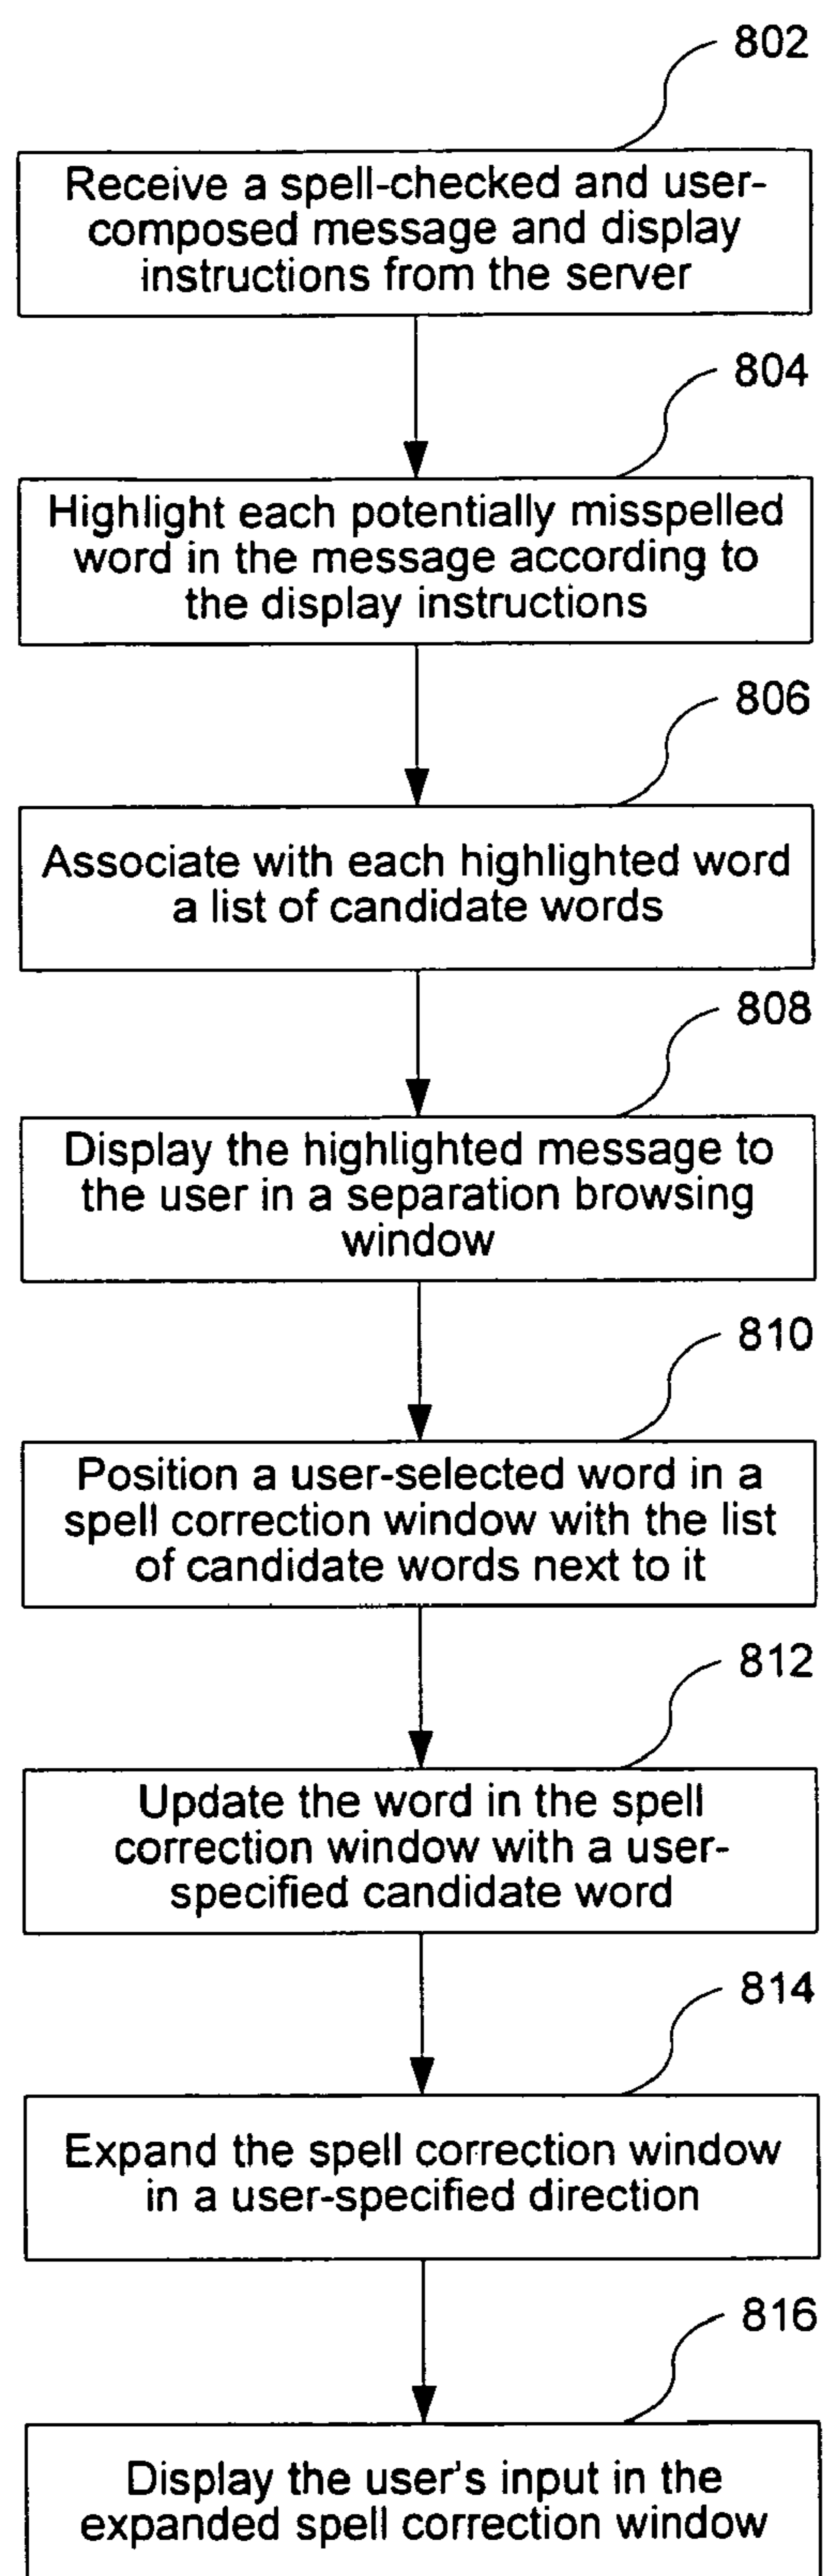 802
Receive a spell-checked and user-
composed message and display
instructions from the server
804
Highlight each potentially misspelled
word in the message according to
the display instructions
806
Associate with each highlighted word
a list of candidate words
808
Display the highlighted message to
the user in a separation browsing
window
810
Position a user-selected word in a
spell correction window with the list
of candidate words next to it
812
Update the word in the spell
correction window with a user-
specified candidate word
814
Expand the spell correction window
in a user-specified direction
816
Display the user's input in the
expanded spell correction window